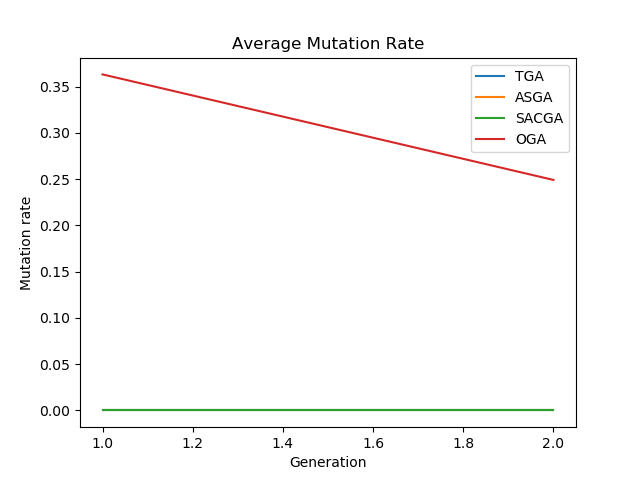 Average Mutation Rate
TGA
ASGA
SACGA
OGA
Mutation rate
0.35
0.30
0.25
0.20
0.15
0.10
0.05
0.00
1.0 1.2 1.4 1.6 1.8 2.0
Generation